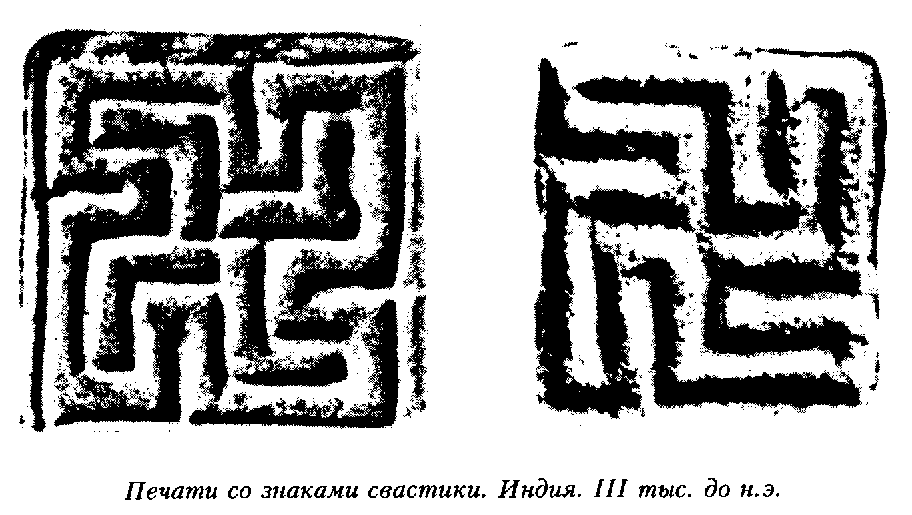 Печати со знаками свастики. Индия. III тыс. до н.э.